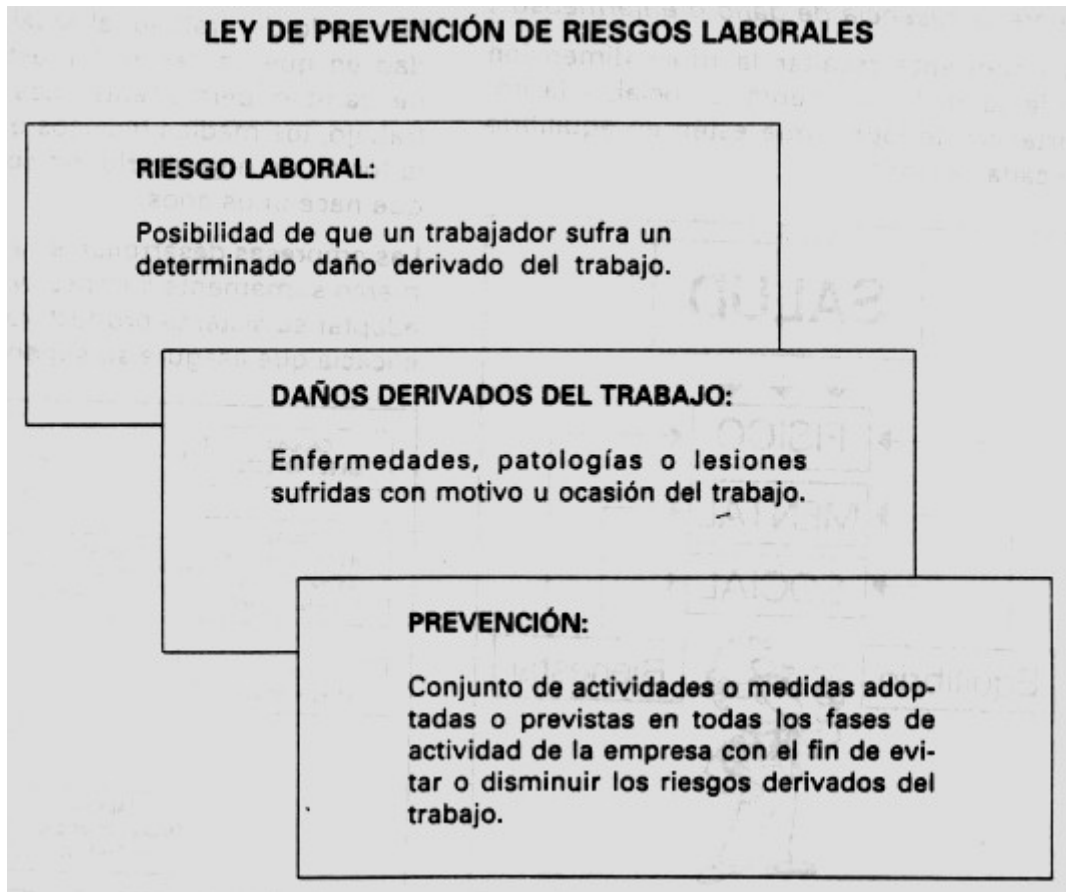 LEY DE PREVENCIÓN DE RIESGOS LABORALES
RIESGO LABORAL:
Posibilidad de que un trabajador sufra un
determinado daño derivado del trabajo.
DAÑOS DERIVADOS DEL TRABAJO:
Enfermedades, patologías o lesiones
sufridas con motivo u ocasión del trabajo.
PREVENCIÓN:
Conjunto de actividades o medidas adop-
tadas o previstas en todas los fases de
actividad de la empresa con el fin de evi-
tar o disminuir los riesgos derivados del
trabajo.